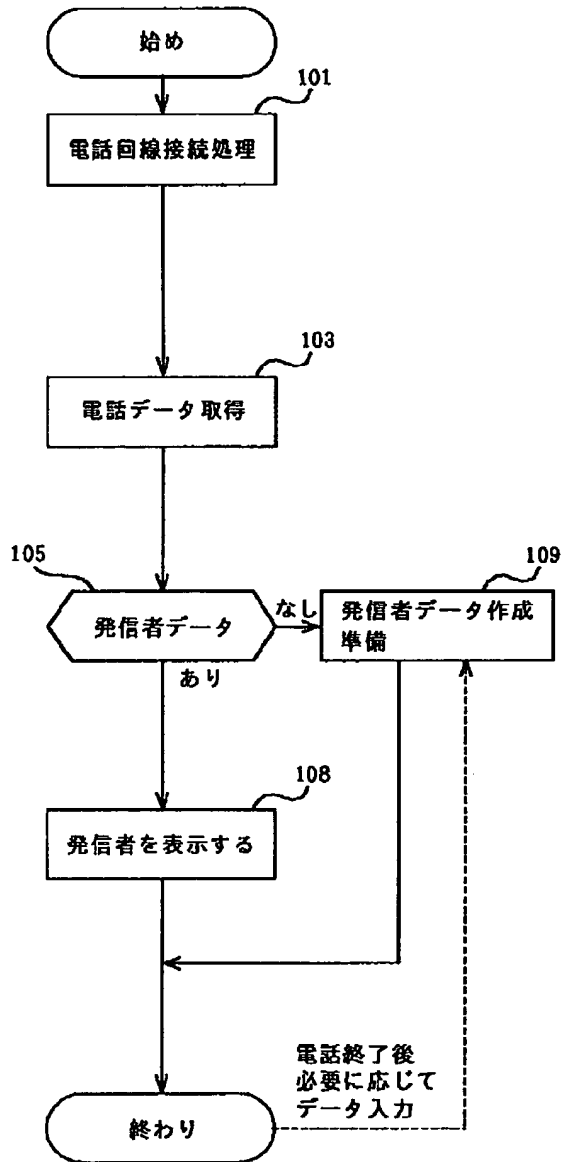 始め
101
電話回線接続処理
103
電話データ取得
105
発信者データ
なし
109
発信者データ作成
準備
あり
108
発信者を表示する
電話終了後
必要に応じて
データ入力
終わり